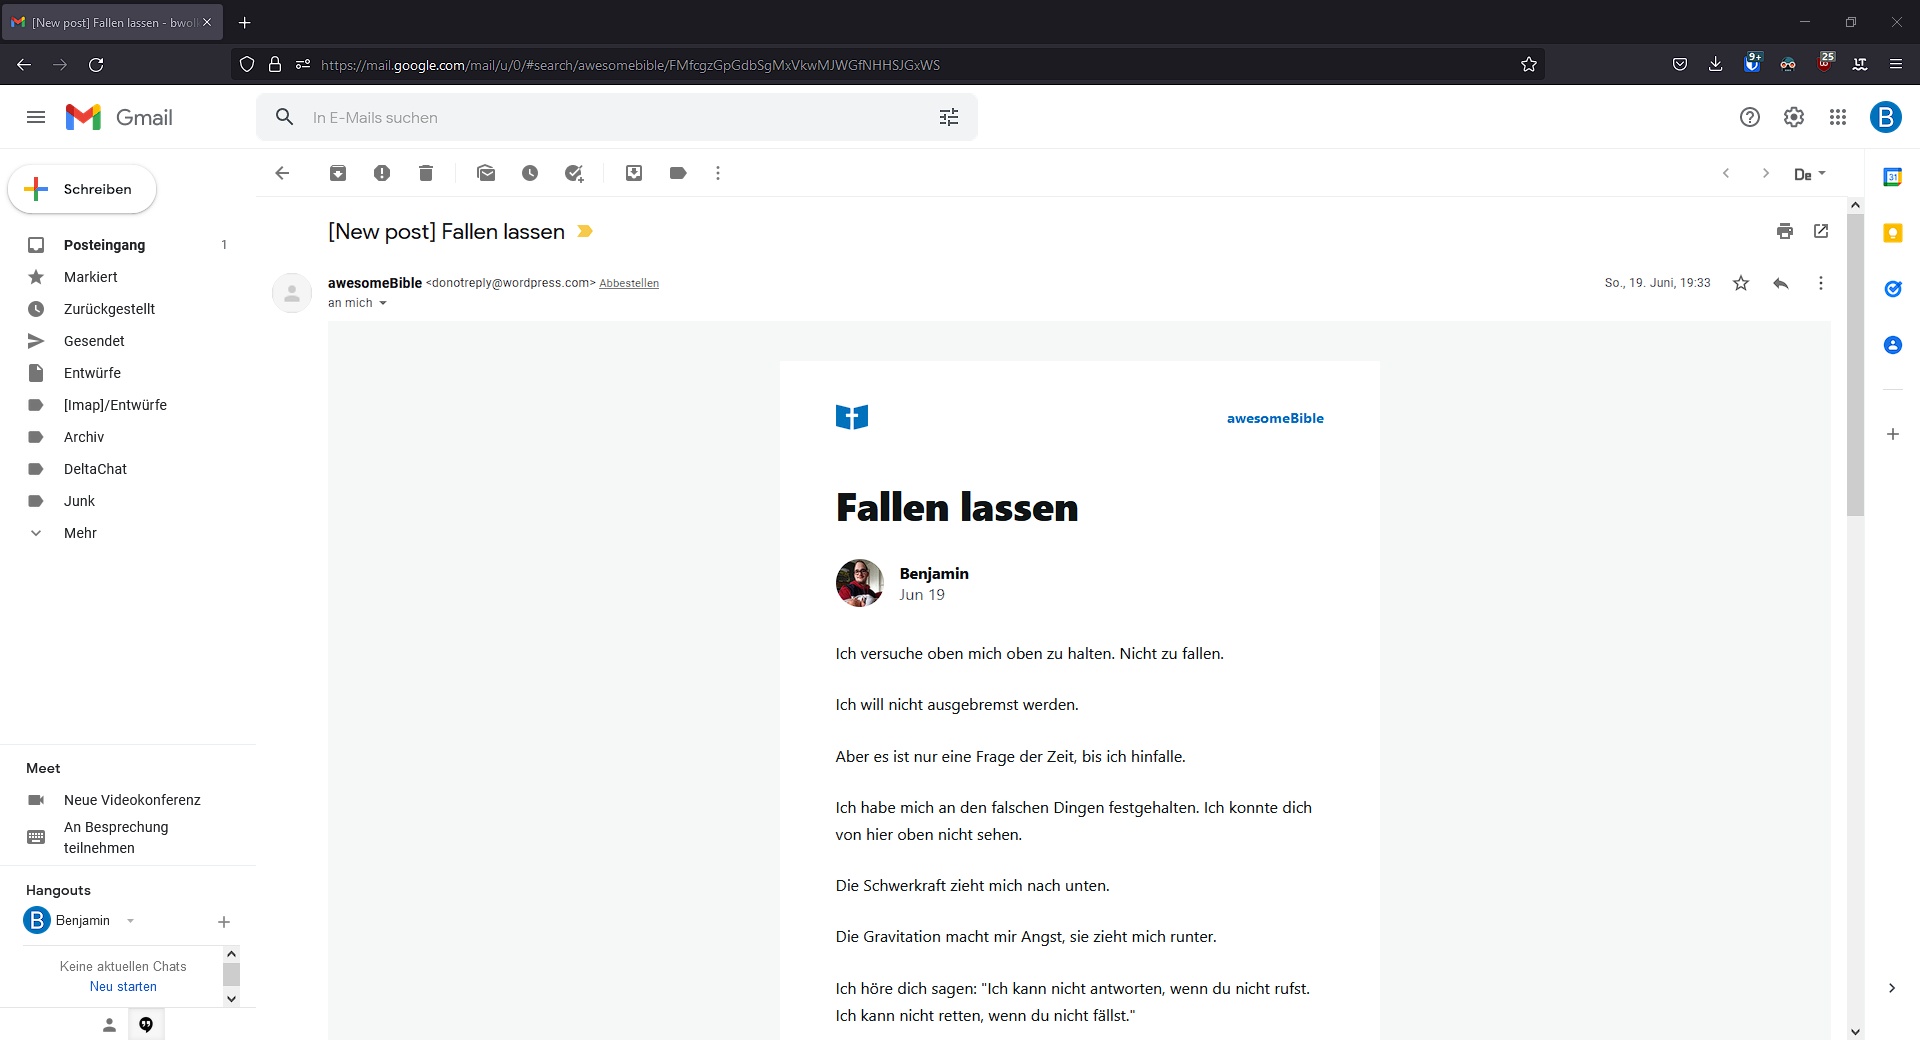 [New post] Fallen lassen - bwoll
https://mail.google.com/mail/u/0/#search/awesomebible/FMfcgzGpGdbSgMxVkwMJWGfNHHSJGxWS
9+
25
Gmail
In E-Mails suchen
B
Schreiben
De
31
Posteingang 1
Markiert
Zurückgestellt
Gesendet
Entwürfe
[Imap]/Entwürfe
Archiv
DeltaChat
Junk
Mehr
[New post] Fallen lassen
awesomeBible <donotreply@wordpress.com> Abbestellen
So., 19. Juni, 19:33
an mich
awesomeBible
Fallen lassen
Benjamin
Jun 19
Ich versuche oben mich oben zu halten. Nicht zu fallen.
Ich will nicht ausgebremst werden.
Aber es ist nur eine Frage der Zeit, bis ich hinfalle.
Ich habe mich an den falschen Dingen festgehalten. Ich konnte dich
von hier oben nicht sehen.
Die Schwerkraft zieht mich nach unten.
Die Gravitation macht mir Angst, sie zieht mich runter.
Ich höre dich sagen: "Ich kann nicht antworten, wenn du nicht rufst.
Ich kann nicht retten, wenn du nicht fällst."
Meet
Neue Videokonferenz
An Besprechung
teilnehmen
Hangouts
B Benjamin
Keine aktuellen Chats
Neu starten